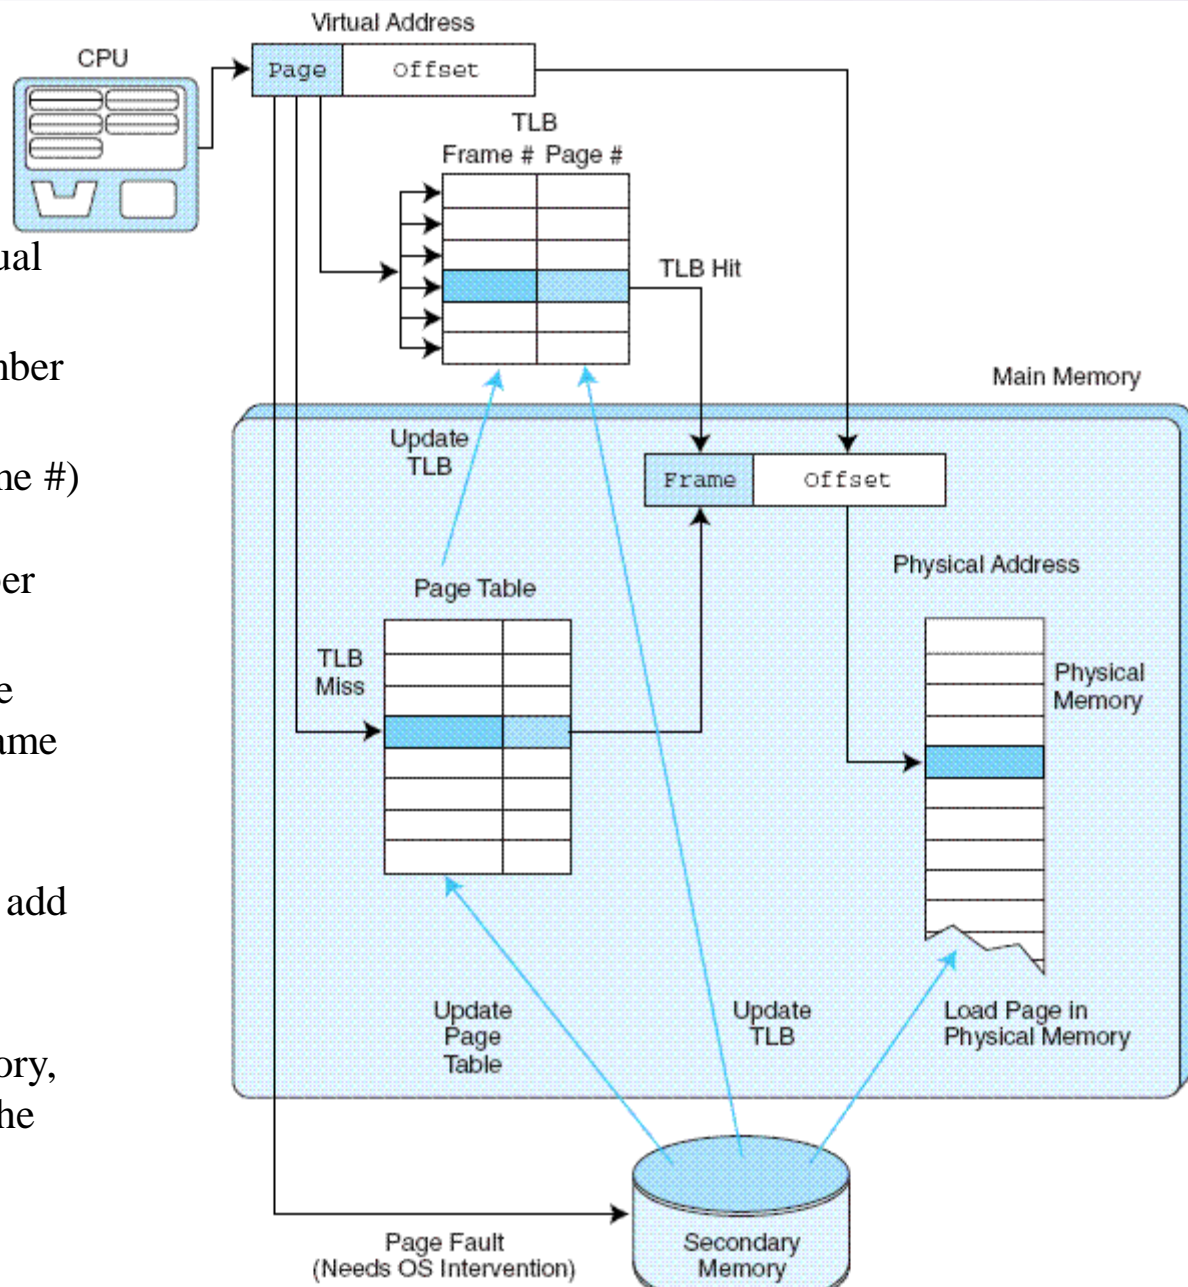 Virtual Address
CPU
Page
Offset
TLB
Frame # Page #
ual
TLB Hit
nber
Main Memory
Update
TLB
ne #)
Frame
Offset
Physical Address
per
Page Table
TLB
Miss
Physical
Memory
e
ame
add
Update
Page
Table
Update
TLB
Load Page in
Physical Memory
ory,
he
Page Fault
(Needs OS Intervention)
Secondary
Memory